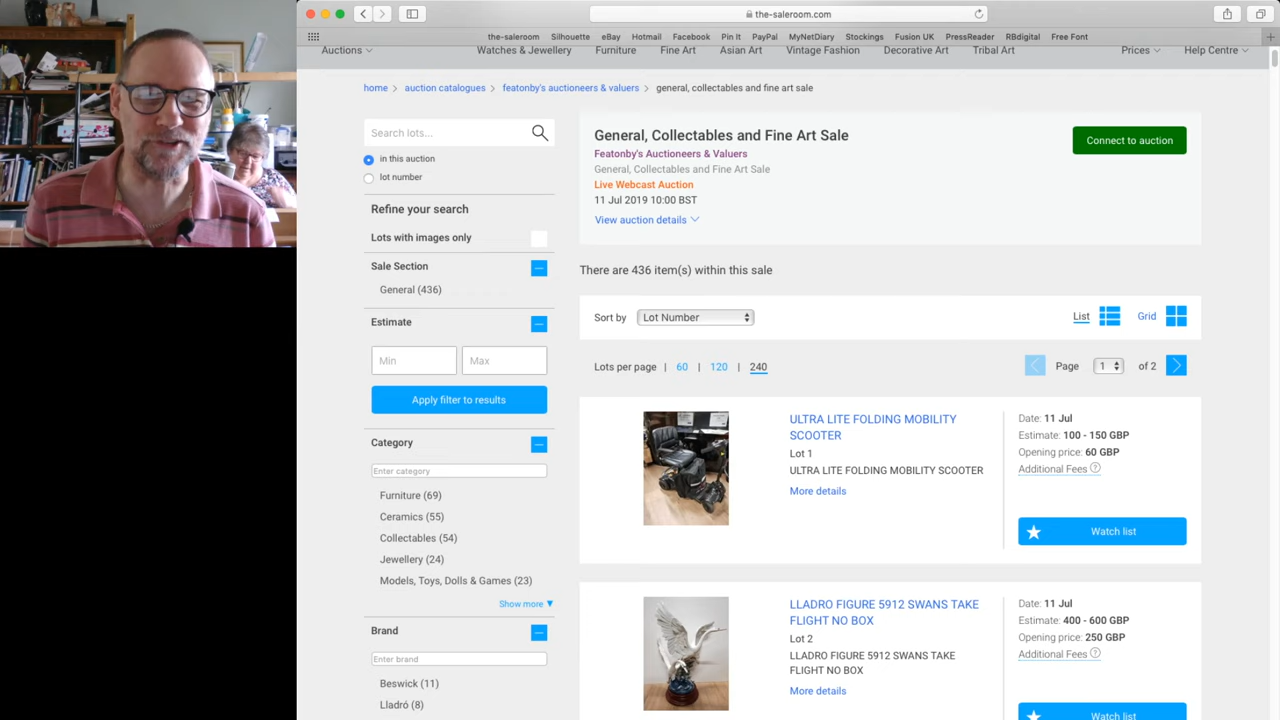 the-saleroom.com
the-saleroom Silhouette eBay Hotmail Facebook Pin It PayPal MyNetDiary Stockings Fusion UK PressReader RBdigital Free Font
Auctions Watches & Jewellery Furniture Fine Art Asian Art Vintage Fashion Decorative Art Tribal Art Prices Help Centre
home > auction catalogues > featonby's auctioneers & valuers > general, collectables and fine art sale
Search lots...
in this auction
lot number
Refine your search
Lots with images only
Sale Section
General (436)
Estimate
Min Max
Apply filter to results
Category
Enter category
Furniture (69)
Ceramics (55)
Collectables (54)
Jewellery (24)
Models, Toys, Dolls & Games (23)
Show more ▼
Brand
Enter brand
Beswick (11)
Lladró (8)
General, Collectables and Fine Art Sale
Connect to auction
Featonby's Auctioneers & Valuers
General, Collectables and Fine Art Sale
Live Webcast Auction
11 Jul 2019 10:00 BST
View auction details
There are 436 item(s) within this sale
Sort by Lot Number List Grid
Lots per page | 60 | 120 | 240 Page 1 of 2
ULTRA LITE FOLDING MOBILITY
SCOOTER
Lot 1
ULTRA LITE FOLDING MOBILITY SCOOTER
More details
Date: 11 Jul
Estimate: 100 - 150 GBP
Opening price: 60 GBP
Additional Fees ?
Watch list
LLADRO FIGURE 5912 SWANS TAKE
FLIGHT NO BOX
Lot 2
LLADRO FIGURE 5912 SWANS TAKE
FLIGHT NO BOX
More details
Date: 11 Jul
Estimate: 400 - 600 GBP
Opening price: 250 GBP
Additional Fees ?
Watch list